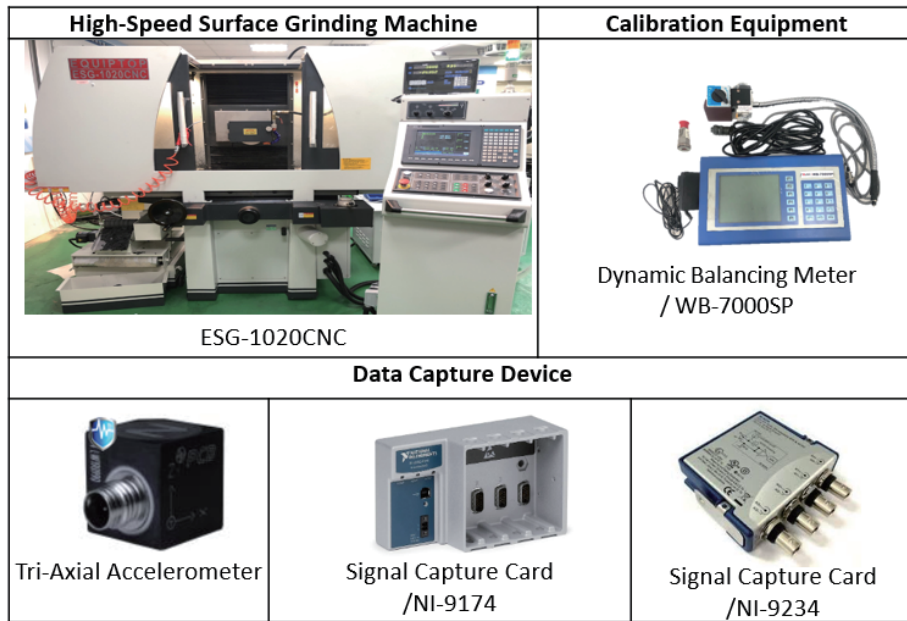 High-Speed Surface Grinding Machine
Calibration Equipment
EQUIPTOP
ESG-1020CNC
ESG-1020CNC
Dynamic Balancing Meter
/ WB-7000SP
Data Capture Device
PCB
Z
X
Tri-Axial Accelerometer
Signal Capture Card
/NI-9174
Signal Capture Card
/NI-9234